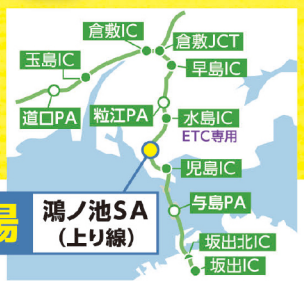 倉敷IC
倉敷JCT
玉島IC
早島IC
道口PA
粒江PA
水島IC
ETC専用
児島IC
場
鴻ノ池SA
(上り線)
与島PA
坂出北IC
坂出IC